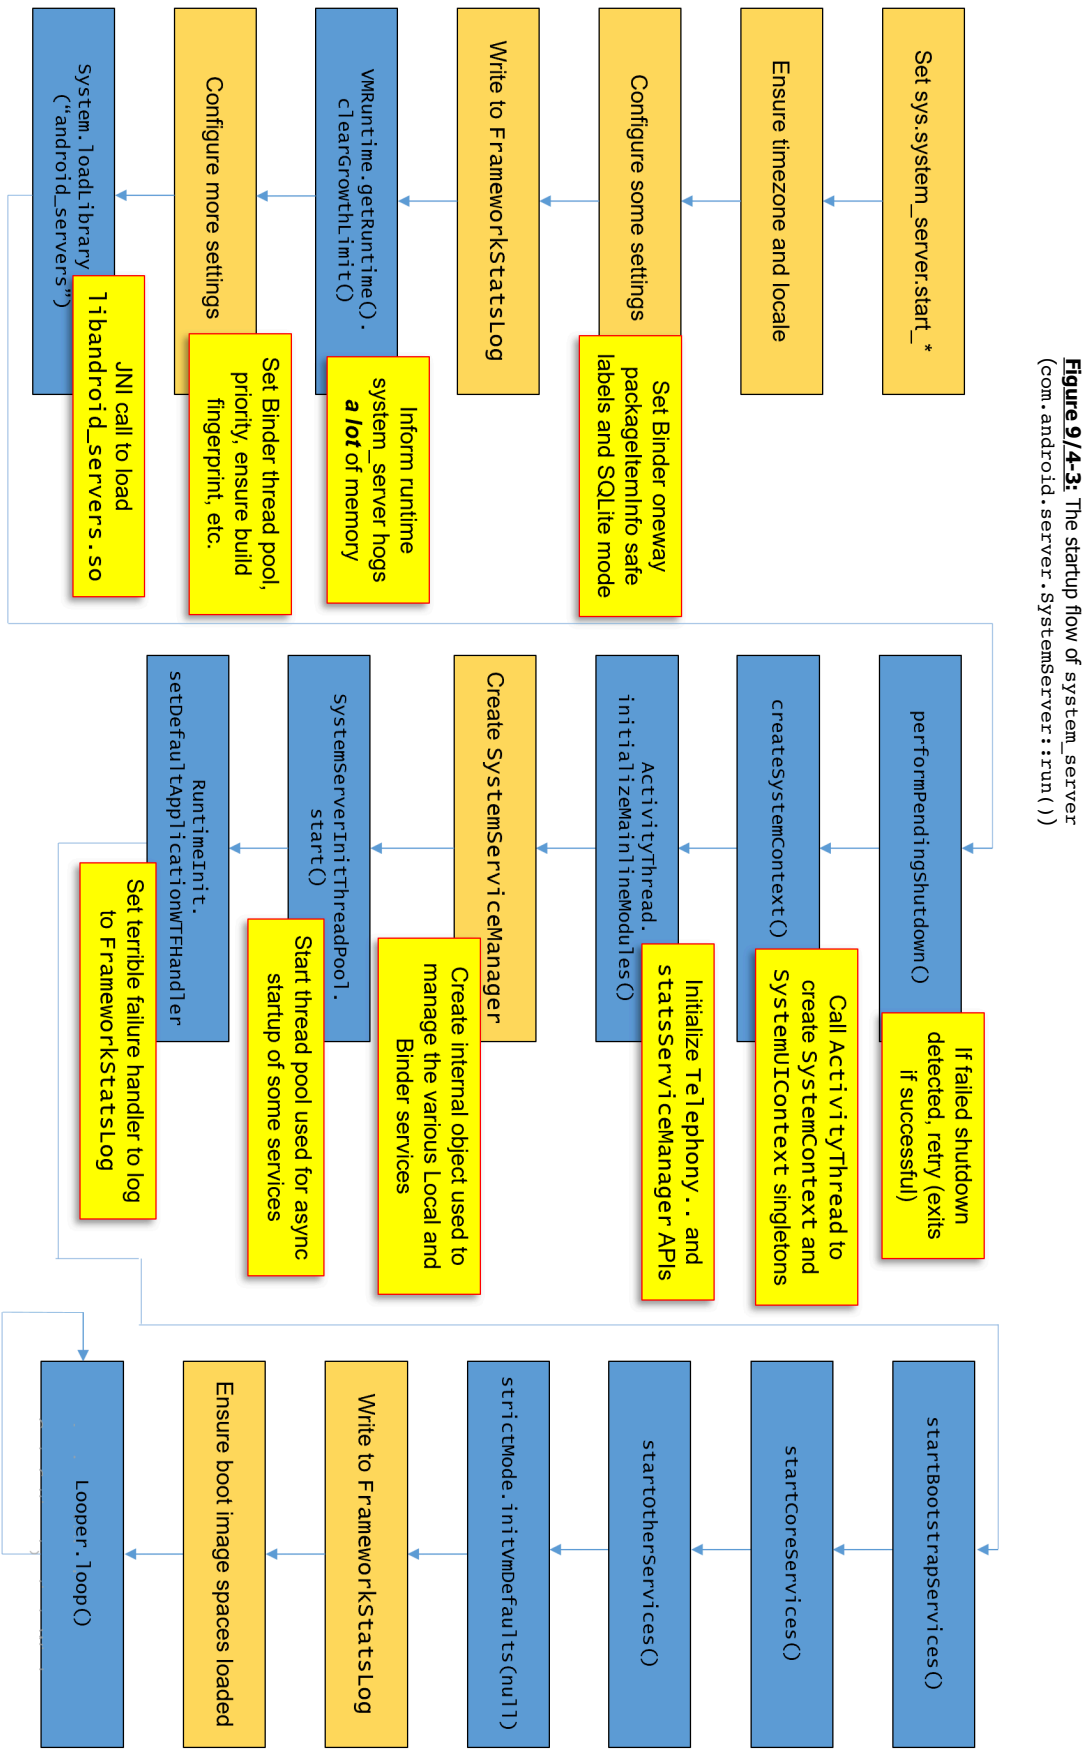 Figure 9/4-3: The startup flow of system_server
(com.android.server.SystemServer::run())
Set sys.system_server.start_*
Ensure timezone and locale
Configure some settings
Set Binder oneway
packageItemInfo safe
labels and SQLite mode
Write to FrameworkStatsLog
VMRuntime.getRuntime().
clearGrowthLimit()
Inform runtime
system_server hogs
a lot of memory
Configure more settings
Set Binder thread pool,
priority, ensure build
fingerprint, etc.
System.loadLibrary
("android_servers")
JNI call to load
libandroid_servers.so
performPendingShutdown()
If failed shutdown
detected, retry (exits
if successful)
createSystemContext()
Call ActivityThread to
create SystemContext and
SystemUIContext singletons
ActivityThread.
initializeMainlineModules()
Initialize Telephony.. and
statsServiceManager APIs
Create SystemServiceManager
Create internal object used to
manage the various Local and
Binder services
SystemServerInitThreadPool.
start()
Start thread pool used for async
startup of some services
RuntimeInit.
setDefaultApplicationWTFHandler
Set terrible failure handler to log
to FrameworkStatsLog
startBootstrapServices()
startCoreServices()
startOtherServices()
strictMode.initVmDefaults(null)
Write to FrameworkStatsLog
Ensure boot image spaces loaded
Looper.loop()